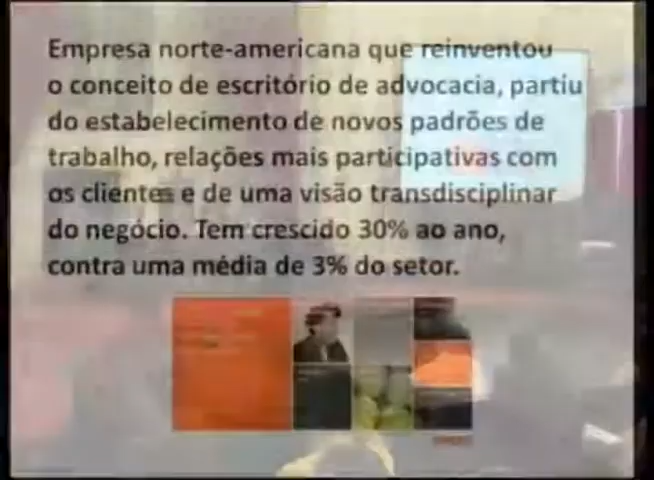 Empresa norte-americana que reinventou
o conceito de escritório de advocacia, partiu
do estabelecimento de novos padrões de
trabalho, relações mais participativas com
os clientes e de uma visão transdisciplinar
do negócio. Tem crescido 30% ao ano,
contra uma média de 3% do setor.